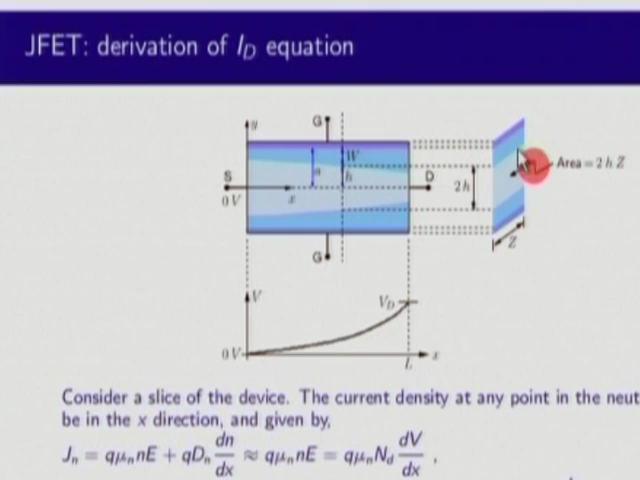 JFET: derivation of I_D equation
G
y
W
a
h
S
D
0 V
x
2h
Area = 2 h Z
Z
G
V
V_D
0 V
L
x
Consider a slice of the device. The current density at any point in the neut
be in the x direction, and given by,
J_n = qμ_n nE + qD_n dn/dx ≈ qμ_n nE = qμ_n N_d dV/dx ,